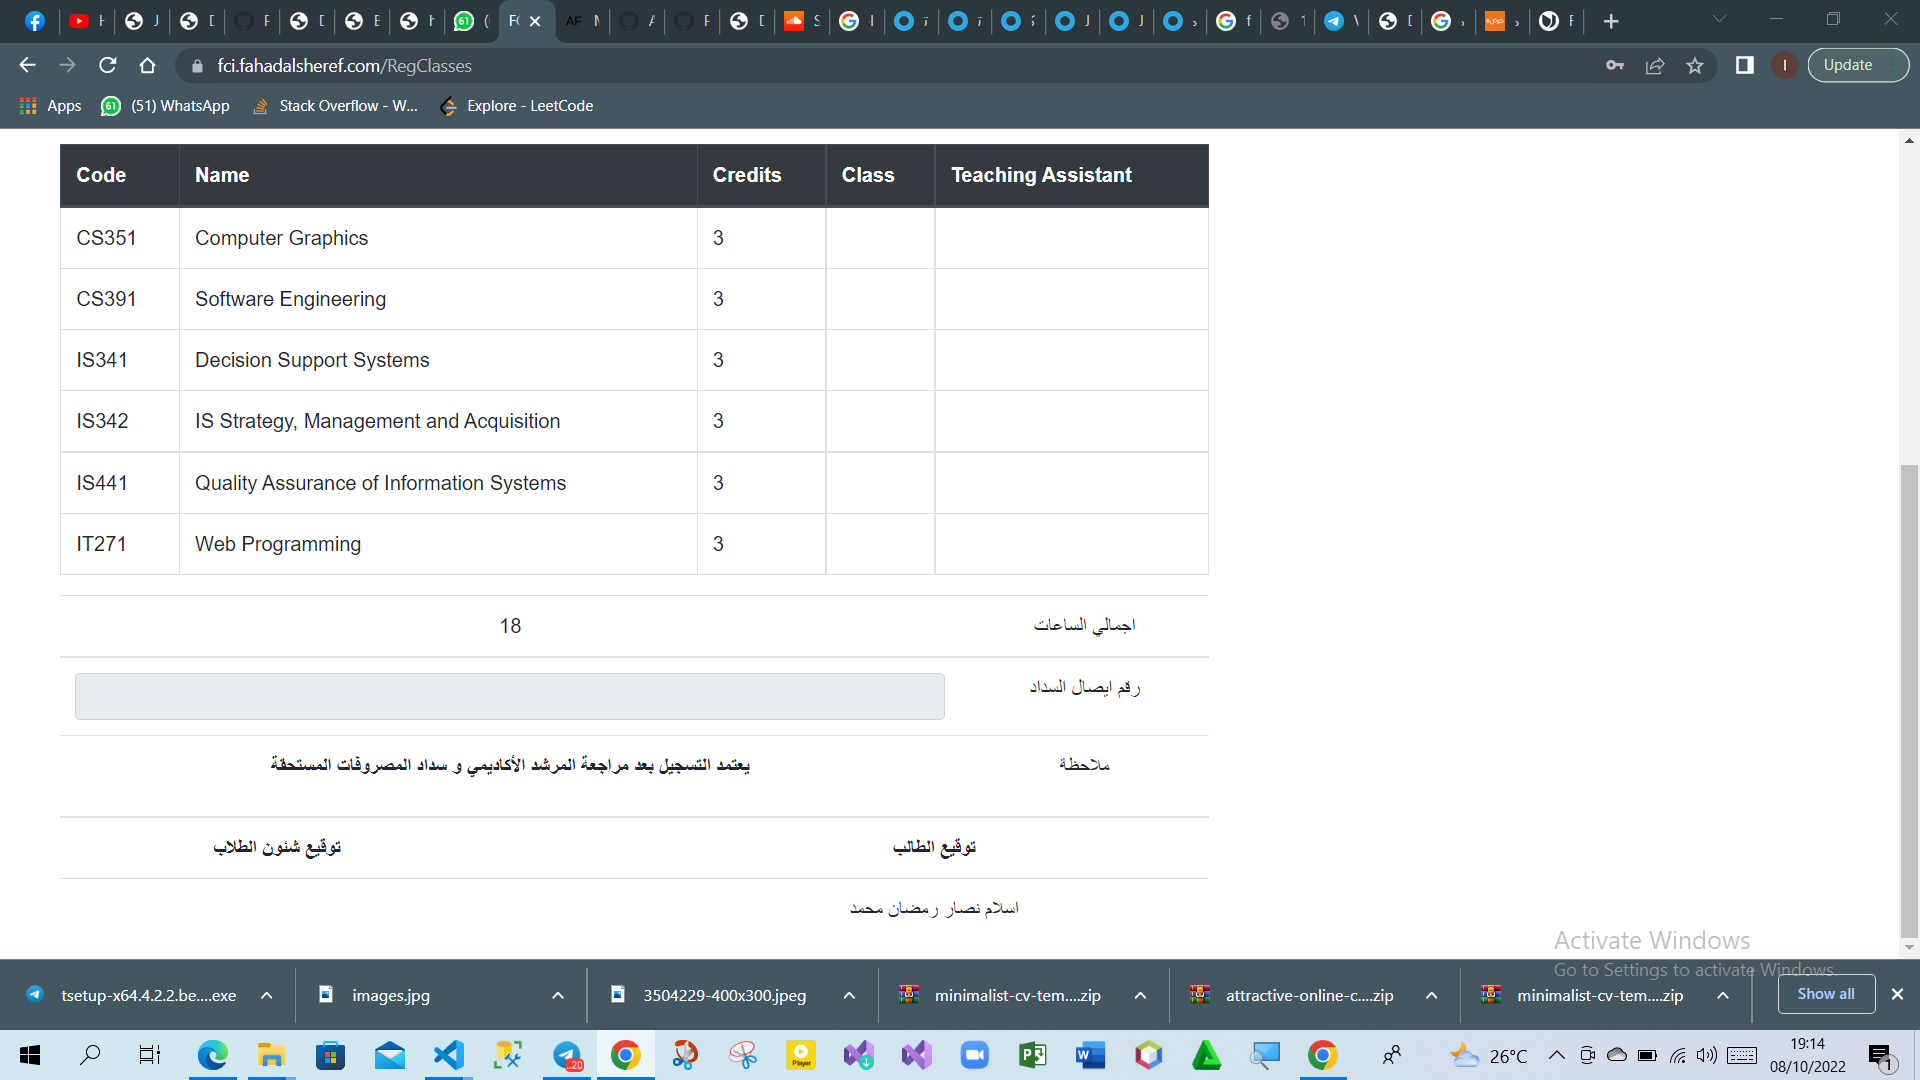 fci.fahadalsheref.com/RegClasses
Update
Apps
(51) WhatsApp
Stack Overflow - W...
Explore - LeetCode
Code Name Credits Class Teaching Assistant
CS351 Computer Graphics 3
CS391 Software Engineering 3
IS341 Decision Support Systems 3
IS342 IS Strategy, Management and Acquisition 3
IS441 Quality Assurance of Information Systems 3
IT271 Web Programming 3
اجمالي الساعات 18
رقم ايصال السداد
ملاحظة يعتمد التسجيل بعد مراجعة المرشد الأكاديمي و سداد المصروفات المستحقة
توقيع الطالب توقيع شئون الطلاب
اسلام نصار رمضان محمد
Activate Windows
Go to Settings to activate Windows.
tsetup-x64.4.2.2.be....exe
images.jpg
3504229-400x300.jpeg
minimalist-cv-tem....zip
attractive-online-c....zip
minimalist-cv-tem....zip
Show all
26°C
19:14
08/10/2022